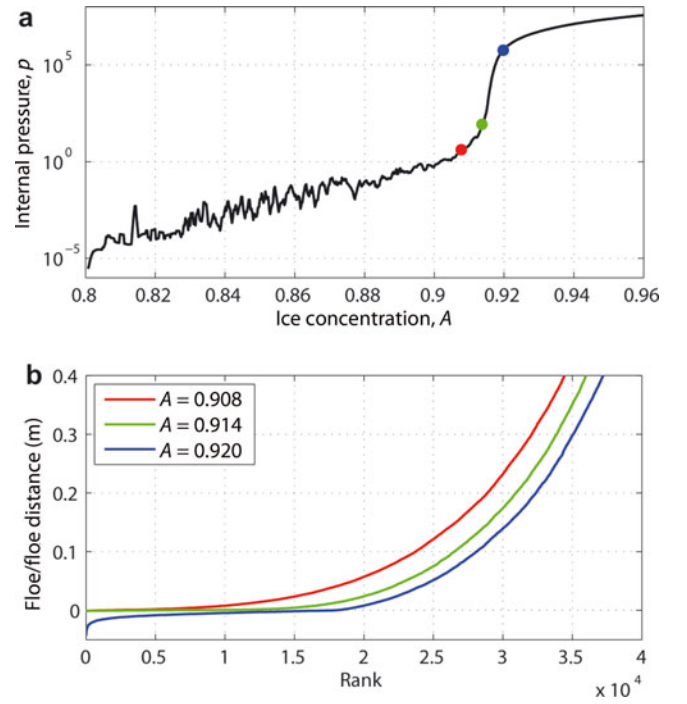 a
Internal pressure, p
10^5
10^0
10^-5
0.8 0.82 0.84 0.86 0.88 0.9 0.92 0.94 0.96
Ice concentration, A
b
Floe/floe distance (m)
0.4
0.3
0.2
0.1
0
A = 0.908
A = 0.914
A = 0.920
0 0.5 1 1.5 2 2.5 3 3.5 4
Rank
x 10^4